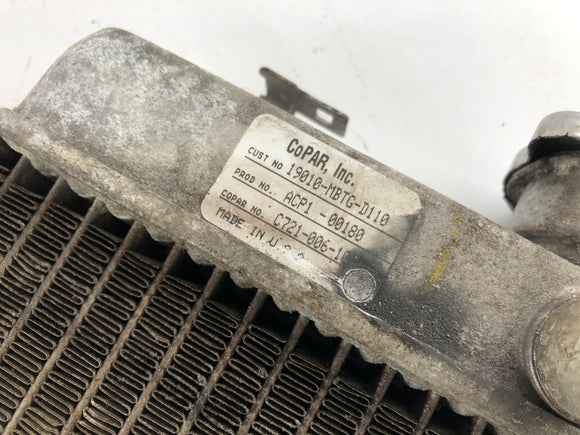 CoPAR, Inc.
CUST NO 19010-MBTG-D110
PROD NO. ACP1 -00180
COPAR NO. C721-006-1
MADE IN U.S.A